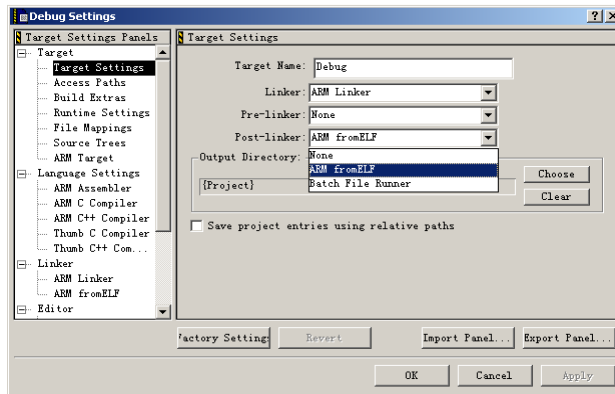 Debug Settings
Target Settings Panels
Target
Target Settings
Access Paths
Build Extras
Runtime Settings
File Mappings
Source Trees
ARM Target
Language Settings
ARM Assembler
ARM C Compiler
ARM C++ Compiler
Thumb C Compiler
Thumb C++ Com...
Linker
ARM Linker
ARM fromELF
Editor
Target Settings
Target Name: Debug
Linker: ARM Linker
Pre-linker: None
Post-linker: ARM fromELF
None
ARM fromELF
Batch File Runner
Output Directory:
{Project}
Choose
Clear
Save project entries using relative paths
Factory Setting
Revert
Import Panel...
Export Panel...
OK
Cancel
Apply